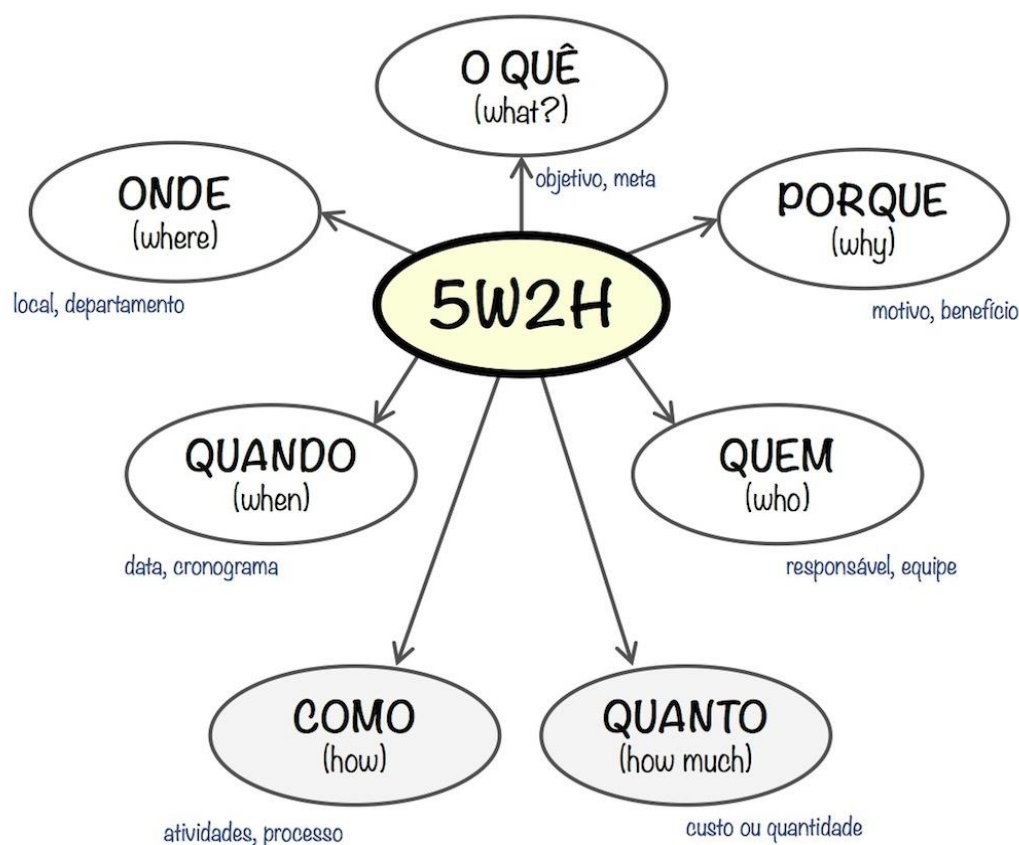 O QUÊ
(what?)
objetivo, meta
ONDE
(where)
local, departamento
PORQUE
(why)
motivo, benefício
5W2H
QUANDO
(when)
data, cronograma
QUEM
(who)
responsável, equipe
COMO
(how)
atividades, processo
QUANTO
(how much)
custo ou quantidade